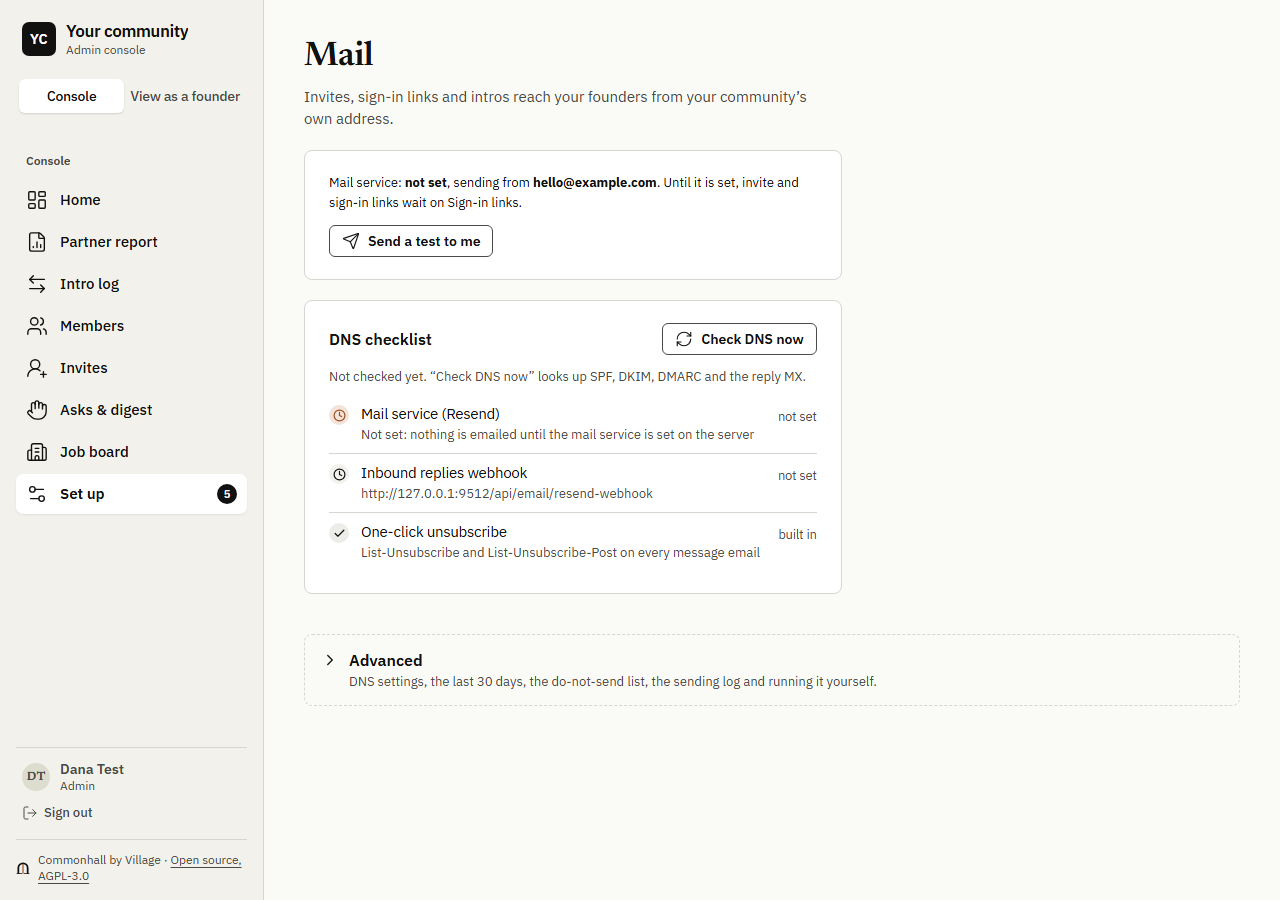 YC
Your community
Admin console
Console
View as a founder
Console
Home
Partner report
Intro log
Members
Invites
Asks & digest
Job board
Set up
5
DT
Dana Test
Admin
Sign out
Commonhall by Village · Open source,
AGPL-3.0
Mail
Invites, sign-in links and intros reach your founders from your community’s
own address.
Mail service: not set, sending from hello@example.com. Until it is set, invite and
sign-in links wait on Sign-in links.
Send a test to me
DNS checklist
Check DNS now
Not checked yet. “Check DNS now” looks up SPF, DKIM, DMARC and the reply MX.
Mail service (Resend)
not set
Not set: nothing is emailed until the mail service is set on the server
Inbound replies webhook
not set
http://127.0.0.1:9512/api/email/resend-webhook
One-click unsubscribe
built in
List-Unsubscribe and List-Unsubscribe-Post on every message email
Advanced
DNS settings, the last 30 days, the do-not-send list, the sending log and running it yourself.